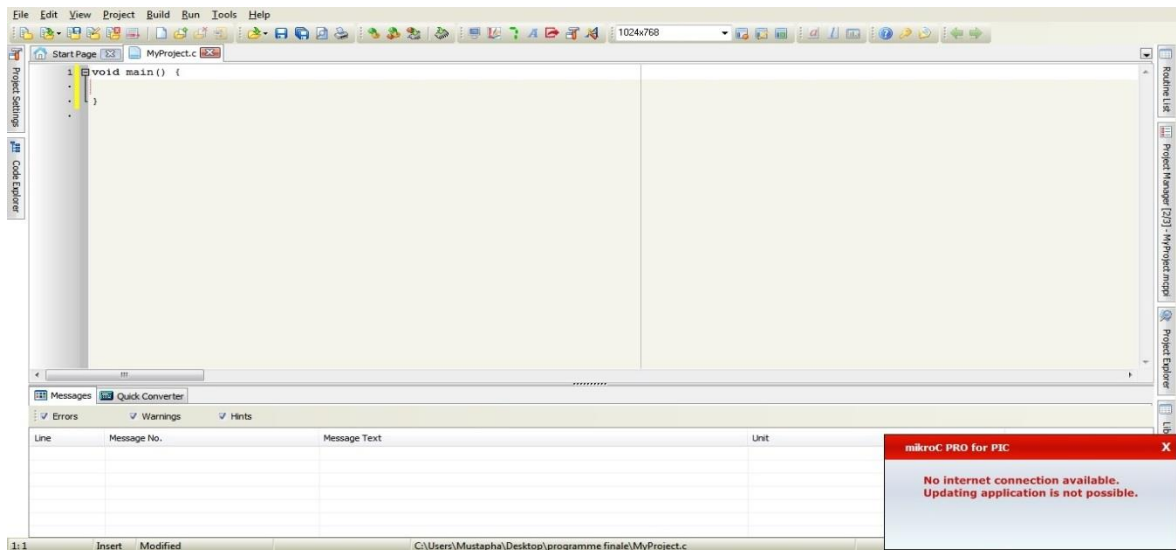 File Edit View Project Build Run Tools Help
1024x768
Start Page MyProject.c
1 void main() {
}
Project Settings
Code Explorer
Routine List
Project Manager [2/3] - MyProject.mcppi
Project Explorer
Lib
Messages Quick Converter
Errors Warnings Hints
Line Message No. Message Text Unit
mikroC PRO for PIC X
No internet connection available.
Updating application is not possible.
1:1 Insert Modified C:\Users\Mustapha\Desktop\programme finale\MyProject.c